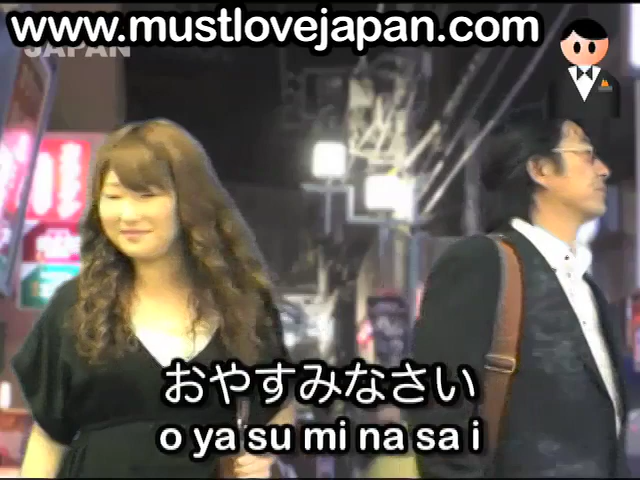 www.mustlovejapan.com
JAPAN
おやすみなさい
o ya su mi na sa i